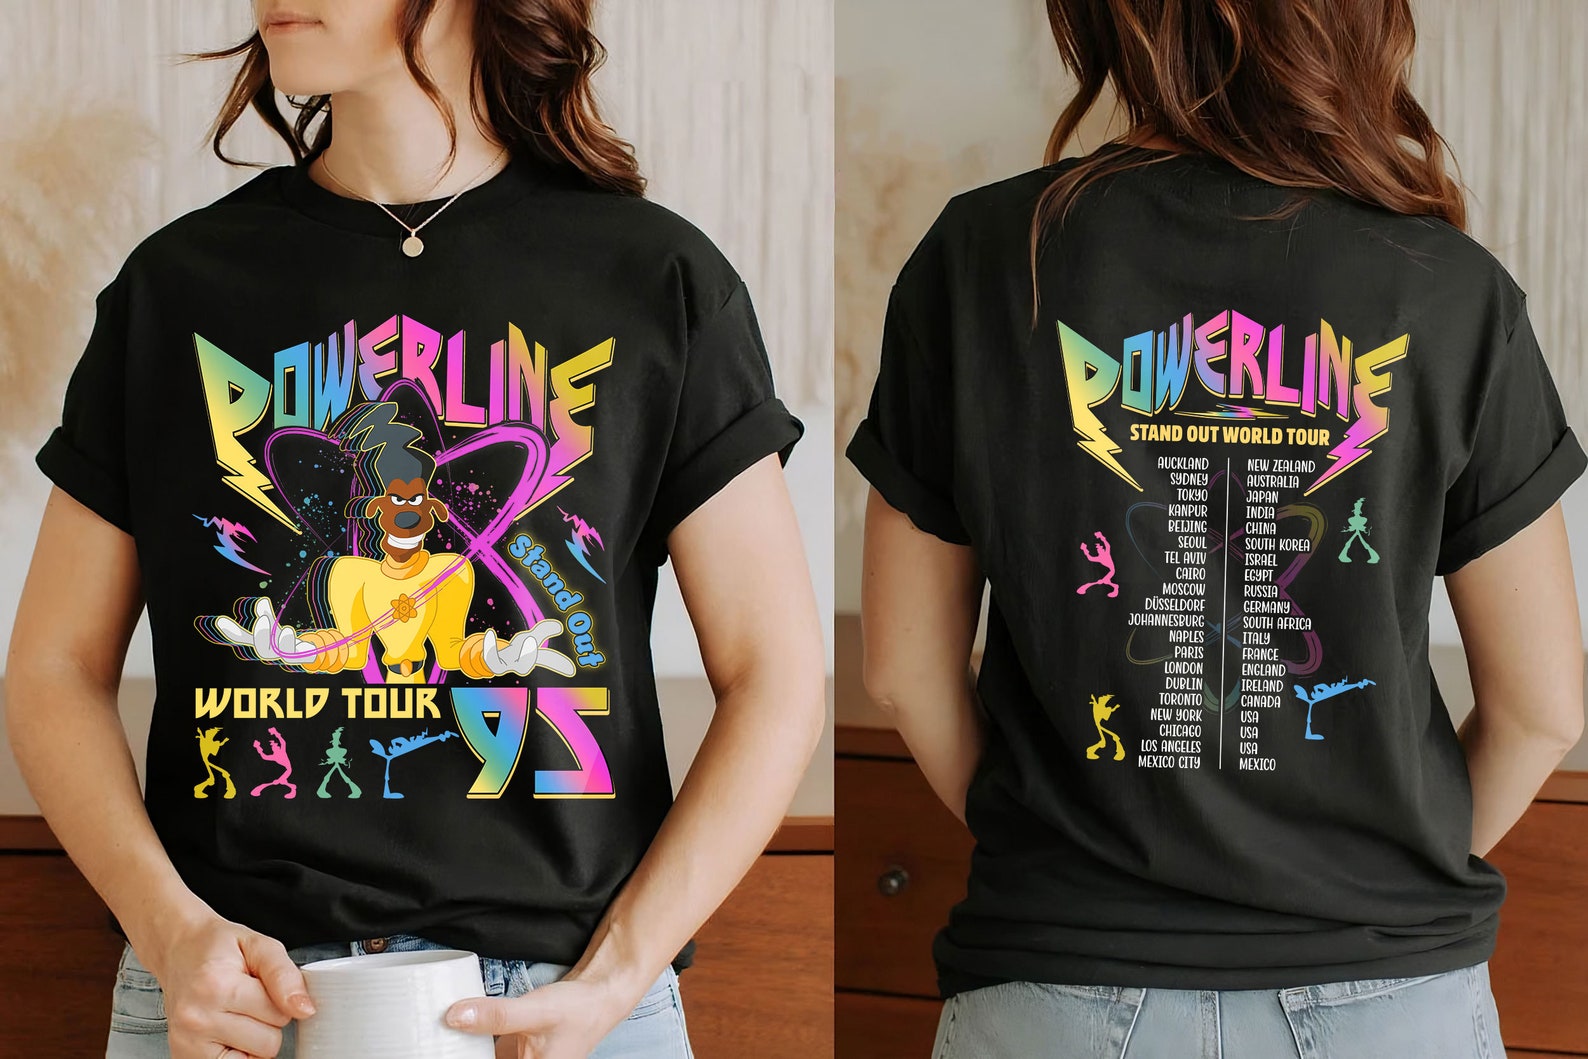 POWERLINE
Stand Out
WORLD TOUR 95
POWERLINE
STAND OUT WORLD TOUR
AUCKLAND NEW ZEALAND
SYDNEY AUSTRALIA
TOKYO JAPAN
KANPUR INDIA
BEIJING CHINA
SEOUL SOUTH KOREA
TEL AVIV ISRAEL
CAIRO EGYPT
MOSCOW RUSSIA
DÜSSELDORF GERMANY
JOHANNESBURG SOUTH AFRICA
NAPLES ITALY
PARIS FRANCE
LONDON ENGLAND
DUBLIN IRELAND
TORONTO CANADA
NEW YORK USA
CHICAGO USA
LOS ANGELES USA
MEXICO CITY MEXICO